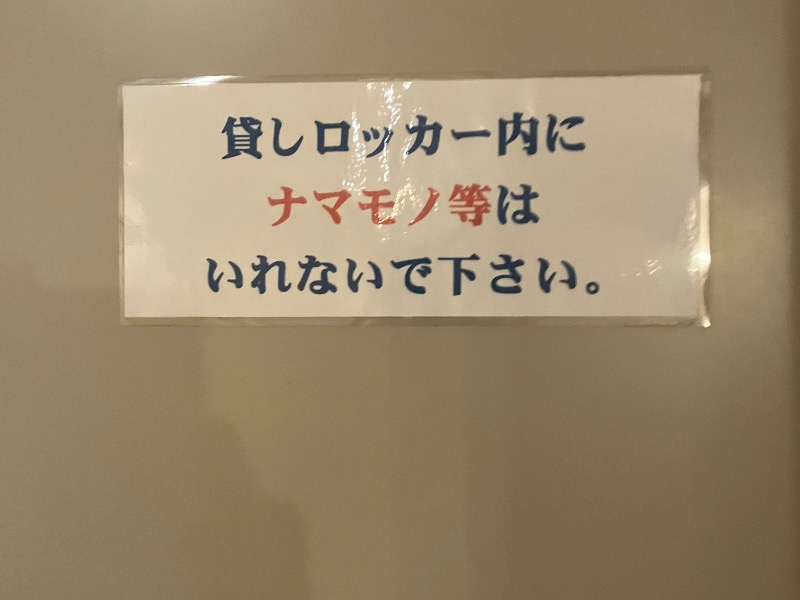 貸しロッカー内に
ナマモノ等は
いれないで下さい。